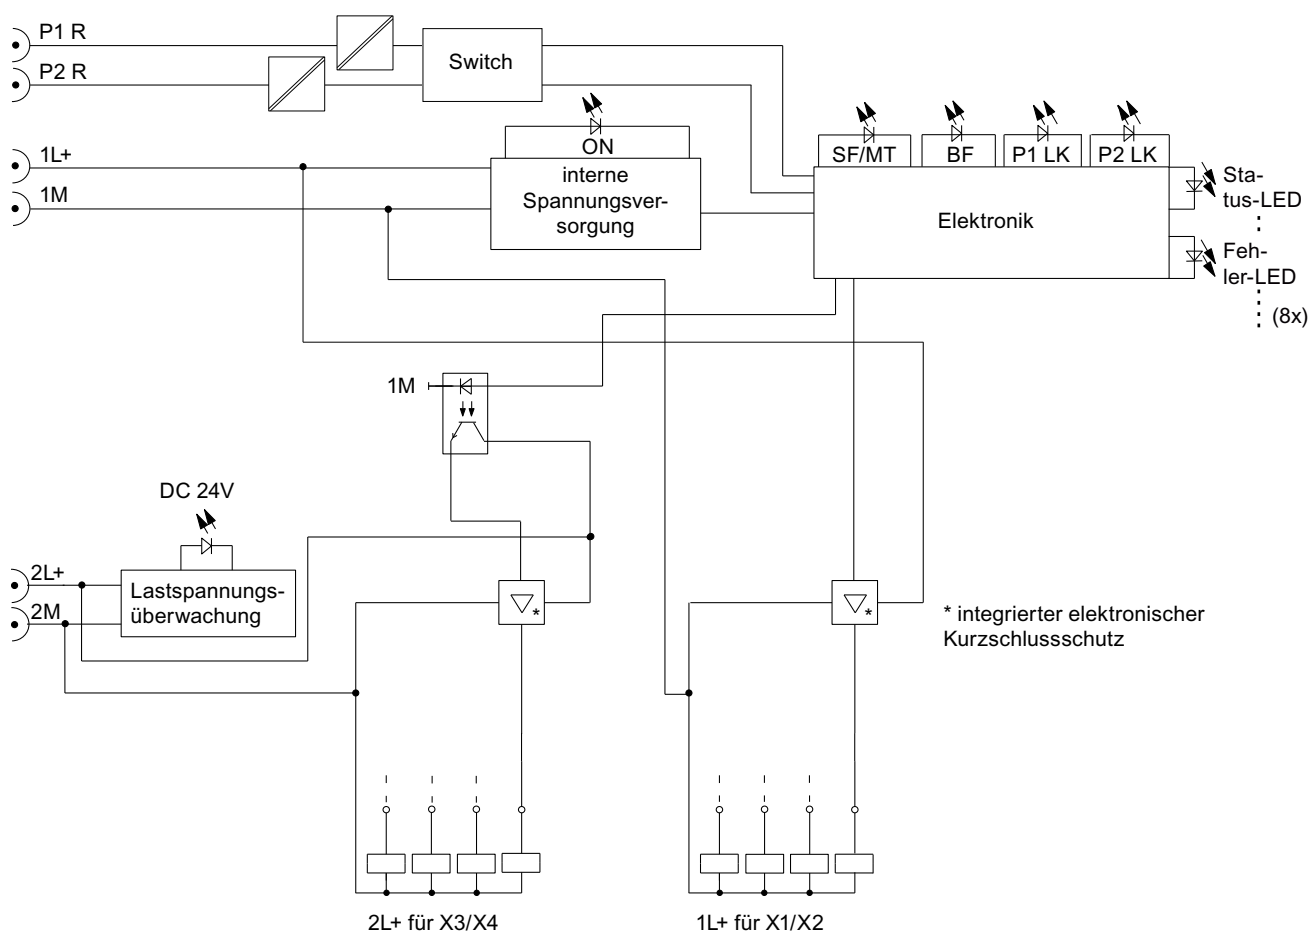 P1 R
P2 R
Switch
1L+
1M
ON
interne
Spannungsver-
sorgung
SF/MT
BF
P1 LK
P2 LK
Elektronik
Sta-
tus-LED
Feh-
ler-LED
(8x)
1M
DC 24V
2L+
2M
Lastspannungs-
überwachung
*
*
* integrierter elektronischer
Kurzschlussschutz
2L+ für X3/X4
1L+ für X1/X2